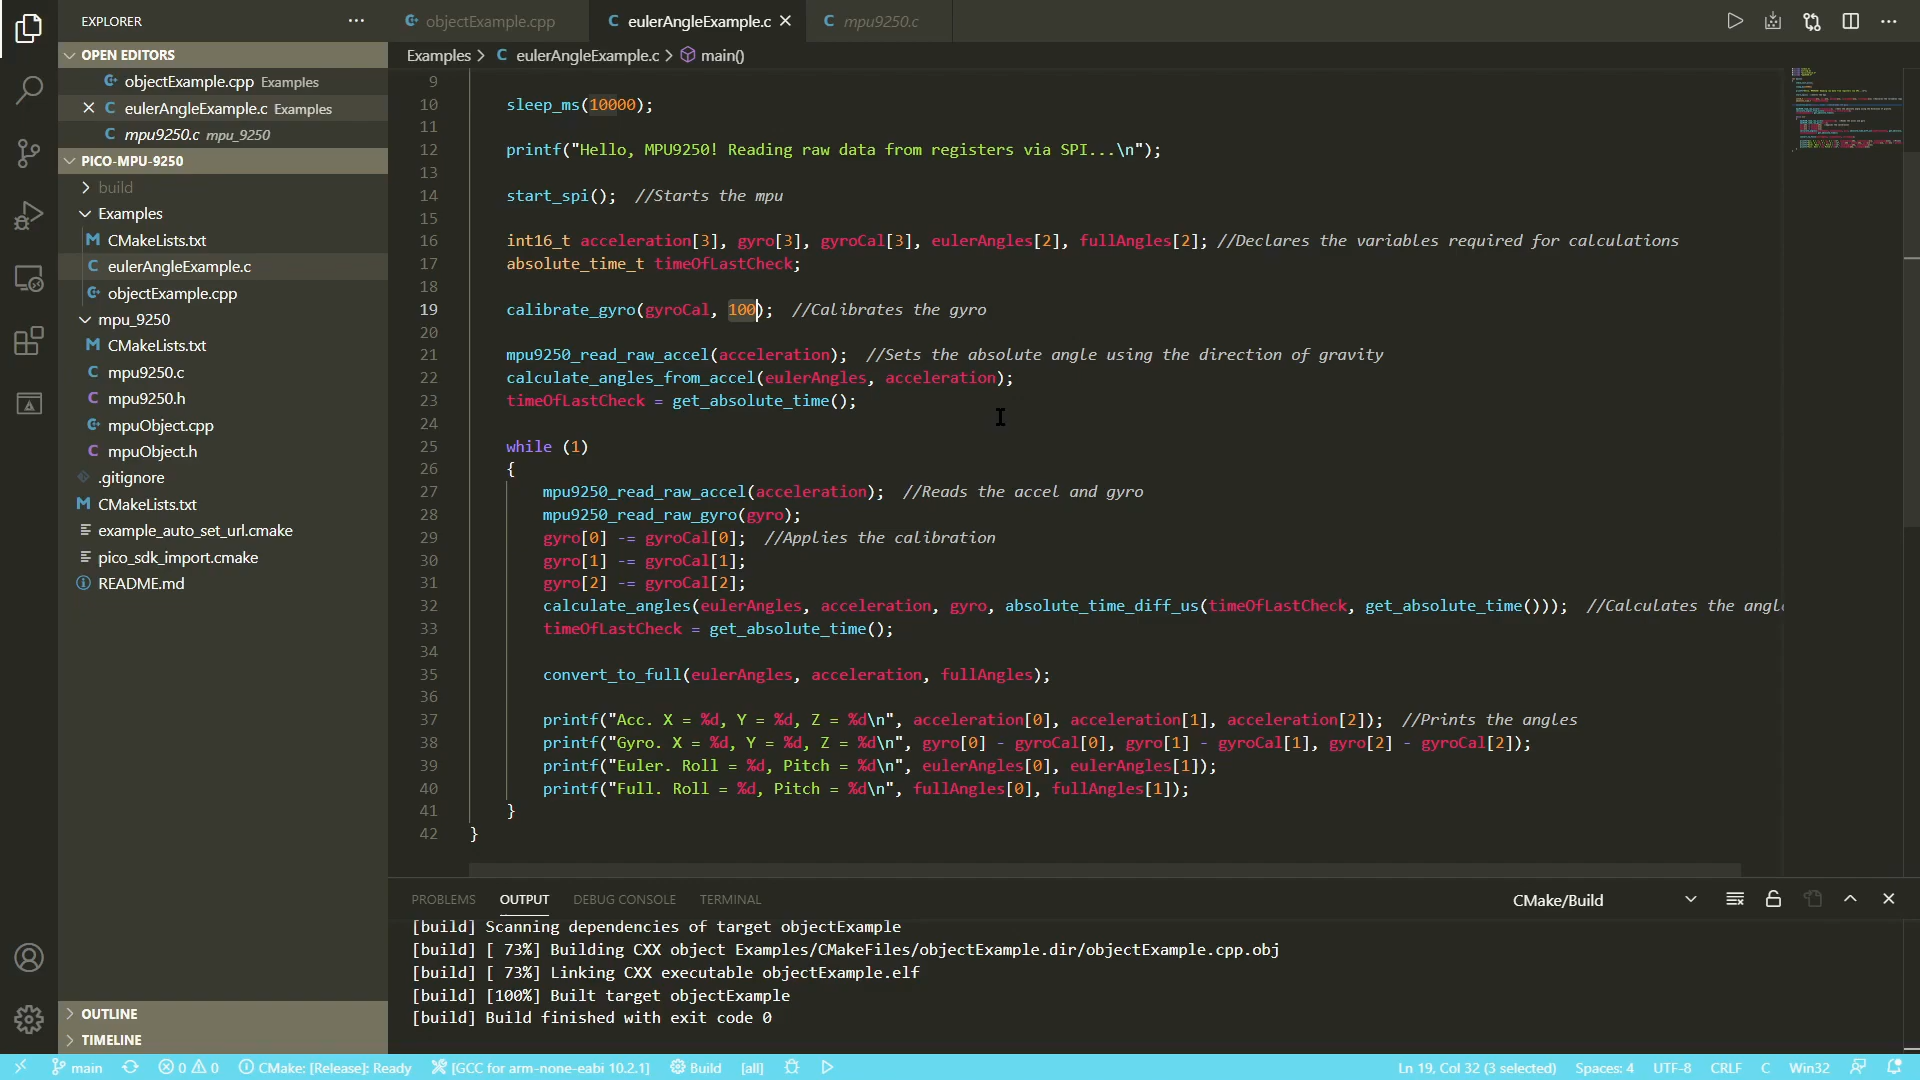 EXPLORER
OPEN EDITORS
objectExample.cpp Examples
eulerAngleExample.c Examples
mpu9250.c mpu_9250
PICO-MPU-9250
build
Examples
CMakeLists.txt
eulerAngleExample.c
objectExample.cpp
mpu_9250
CMakeLists.txt
mpu9250.c
mpu9250.h
mpuObject.cpp
mpuObject.h
.gitignore
CMakeLists.txt
example_auto_set_url.cmake
pico_sdk_import.cmake
README.md
OUTLINE
TIMELINE
objectExample.cpp eulerAngleExample.c mpu9250.c
Examples > eulerAngleExample.c > main()
9
10 sleep_ms(10000);
11
12 printf("Hello, MPU9250! Reading raw data from registers via SPI...\n");
13
14 start_spi(); //Starts the mpu
15
16 int16_t acceleration[3], gyro[3], gyroCal[3], eulerAngles[2], fullAngles[2]; //Declares the variables required for calculations
17 absolute_time_t timeOfLastCheck;
18
19 calibrate_gyro(gyroCal, 100); //Calibrates the gyro
20
21 mpu9250_read_raw_accel(acceleration); //Sets the absolute angle using the direction of gravity
22 calculate_angles_from_accel(eulerAngles, acceleration);
23 timeOfLastCheck = get_absolute_time();
24
25 while (1)
26 {
27 mpu9250_read_raw_accel(acceleration); //Reads the accel and gyro
28 mpu9250_read_raw_gyro(gyro);
29 gyro[0] -= gyroCal[0]; //Applies the calibration
30 gyro[1] -= gyroCal[1];
31 gyro[2] -= gyroCal[2];
32 calculate_angles(eulerAngles, acceleration, gyro, absolute_time_diff_us(timeOfLastCheck, get_absolute_time())); //Calculates the angl
33 timeOfLastCheck = get_absolute_time();
34
35 convert_to_full(eulerAngles, acceleration, fullAngles);
36
37 printf("Acc. X = %d, Y = %d, Z = %d\n", acceleration[0], acceleration[1], acceleration[2]); //Prints the angles
38 printf("Gyro. X = %d, Y = %d, Z = %d\n", gyro[0] - gyroCal[0], gyro[1] - gyroCal[1], gyro[2] - gyroCal[2]);
39 printf("Euler. Roll = %d, Pitch = %d\n", eulerAngles[0], eulerAngles[1]);
40 printf("Full. Roll = %d, Pitch = %d\n", fullAngles[0], fullAngles[1]);
41 }
42 }
PROBLEMS OUTPUT DEBUG CONSOLE TERMINAL CMake/Build
[build] Scanning dependencies of target objectExample
[build] [ 73%] Building CXX object Examples/CMakeFiles/objectExample.dir/objectExample.cpp.obj
[build] [ 73%] Linking CXX executable objectExample.elf
[build] [100%] Built target objectExample
[build] Build finished with exit code 0
main 0 0 CMake: [Release]: Ready [GCC for arm-none-eabi 10.2.1] Build [all] Ln 19, Col 32 (3 selected) Spaces: 4 UTF-8 CRLF C Win32